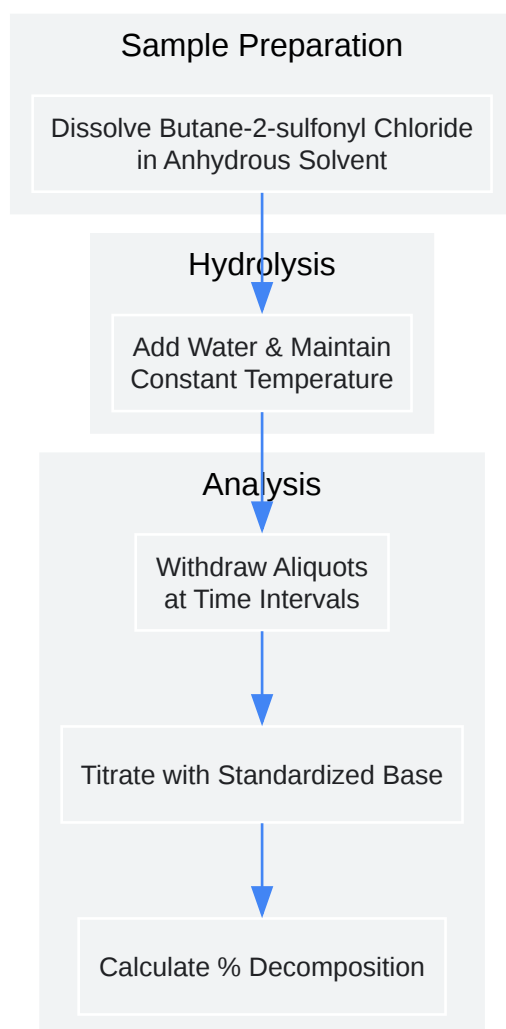 Sample Preparation
Dissolve Butane-2-sulfonyl Chloride
in Anhydrous Solvent
Hydrolysis
Add Water & Maintain
Constant Temperature
Analysis
Withdraw Aliquots
at Time Intervals
Titrate with Standardized Base
Calculate % Decomposition